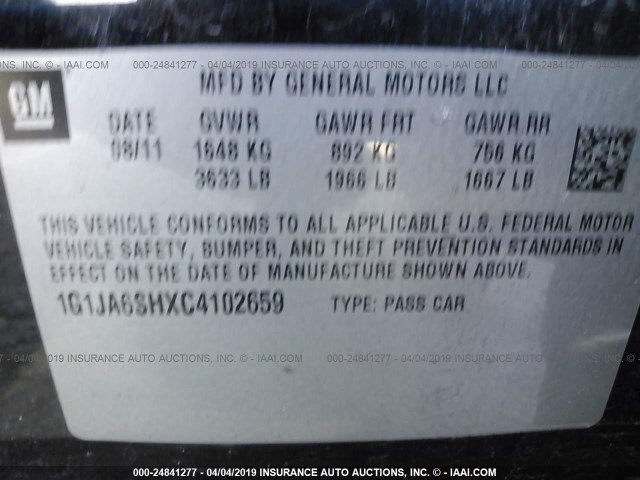 000-24841277 - 04/04/2019 INSURANCE AUTO AUCTIONS, INC. © - IAAI.COM
GM
MFD BY GENERAL MOTORS LLC
DATE GVWR GAWR FRT GAWR RR
08/11 1648 KG 892 KG 756 KG
3633 LB 1966 LB 1667 LB
THIS VEHICLE CONFORMS TO ALL APPLICABLE U.S. FEDERAL MOTOR
VEHICLE SAFETY, BUMPER, AND THEFT PREVENTION STANDARDS IN
EFFECT ON THE DATE OF MANUFACTURE SHOWN ABOVE.
1G1JA6SHXC4102659 TYPE: PASS CAR
000-24841277 - 04/04/2019 INSURANCE AUTO AUCTIONS, INC. © - IAAI.COM
000-24841277 - 04/04/2019 INSURANCE AUTO AUCTIONS, INC. © - IAAI.COM